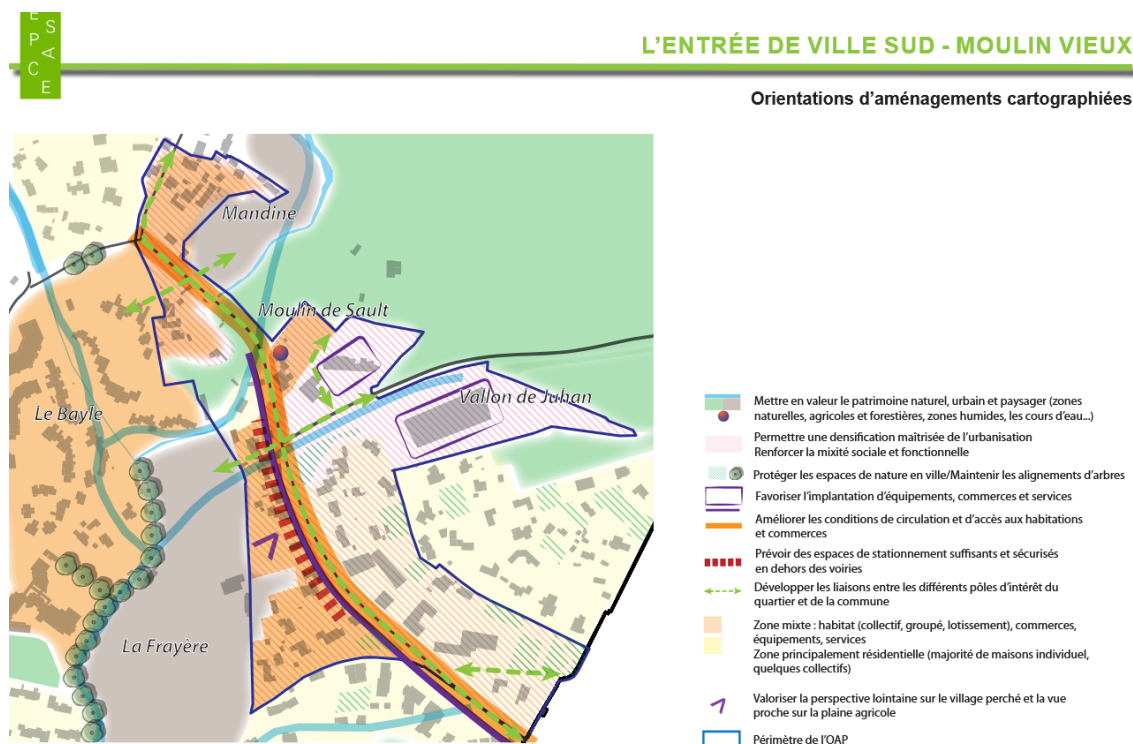 E S
P A
C E
L'ENTRÉE DE VILLE SUD - MOULIN VIEUX
Orientations d'aménagements cartographiées
Mandine
Moulin de Sault
Vallon de Juhan
Le Bayle
La Frayère
Mettre en valeur le patrimoine naturel, urbain et paysager (zones
naturelles, agricoles et forestières, zones humides, les cours d'eau...)
Permettre une densification maîtrisée de l'urbanisation
Renforcer la mixité sociale et fonctionnelle
Protéger les espaces de nature en ville/Maintenir les alignements d'arbres
Favoriser l'implantation d'équipements, commerces et services
Améliorer les conditions de circulation et d'accès aux habitations
et commerces
Prévoir des espaces de stationnement suffisants et sécurisés
en dehors des voiries
Développer les liaisons entre les différents pôles d'intérêt du
quartier et de la commune
Zone mixte : habitat (collectif, groupé, lotissement), commerces,
équipements, services
Zone principalement résidentielle (majorité de maisons individuel,
quelques collectifs)
Valoriser la perspective lointaine sur le village perché et la vue
proche sur la plaine agricole
Périmètre de l'OAP